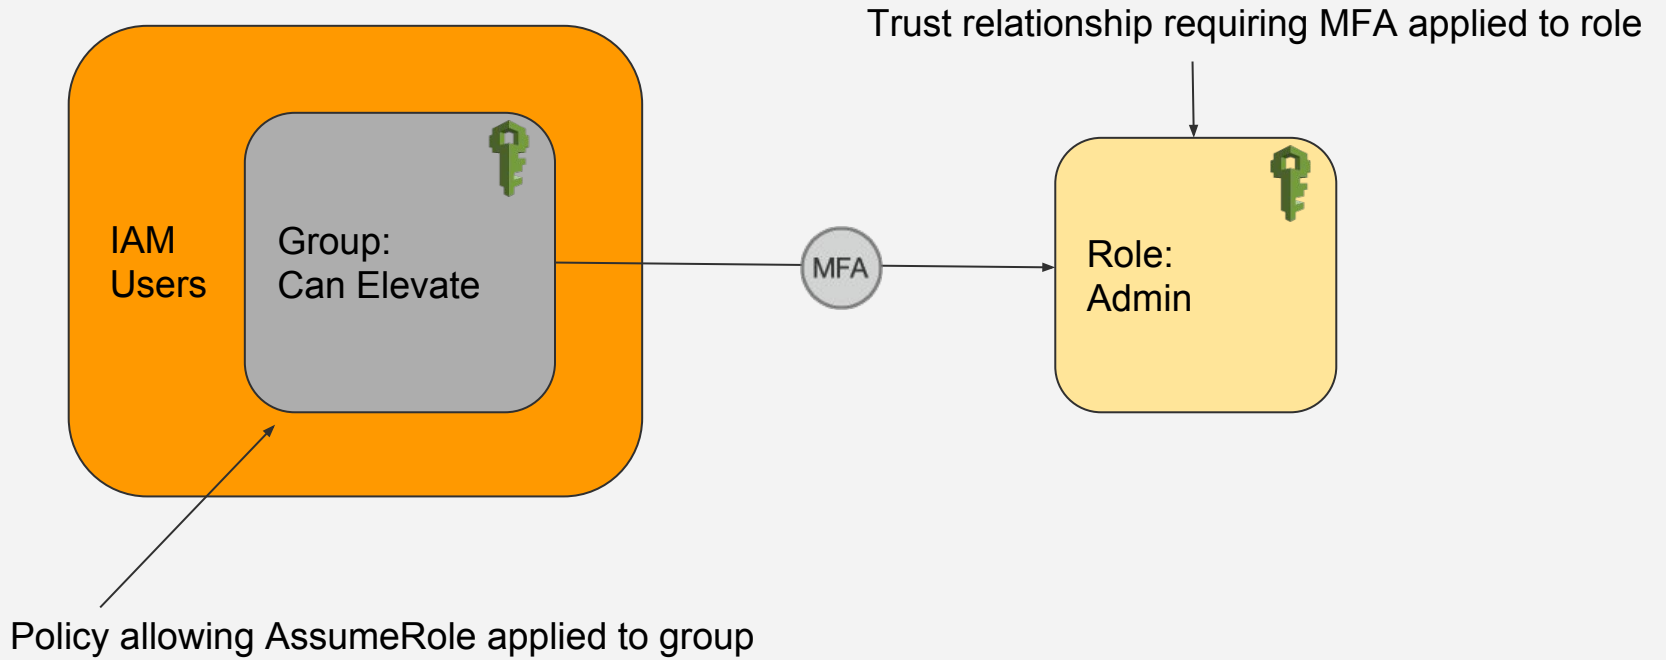 Trust relationship requiring MFA applied to role
IAM
Users
Group:
Can Elevate
MFA
Role:
Admin
Policy allowing AssumeRole applied to group